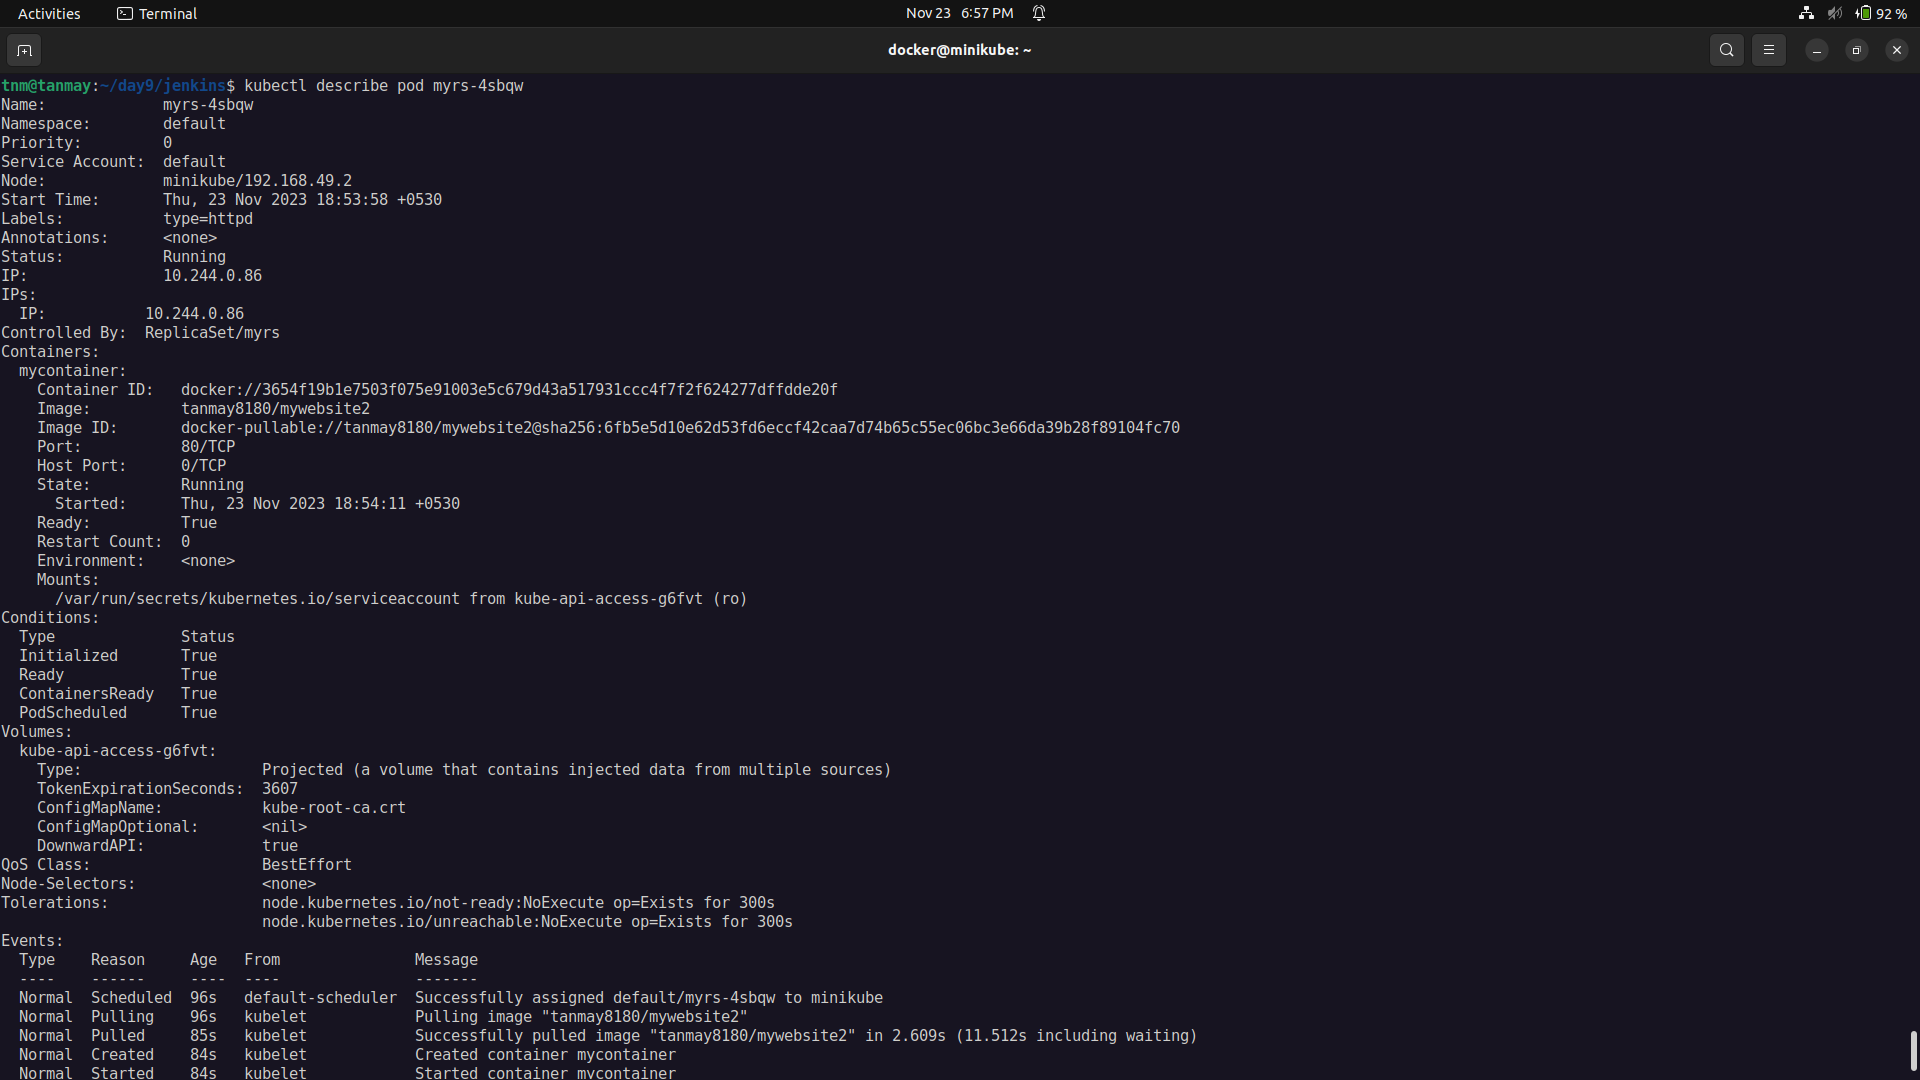 Activities Terminal Nov 23 6:57 PM 92 %
docker@minikube: ~
tnm@tanmay:~/day9/jenkins$ kubectl describe pod myrs-4sbqw
Name:             myrs-4sbqw
Namespace:        default
Priority:         0
Service Account:  default
Node:             minikube/192.168.49.2
Start Time:       Thu, 23 Nov 2023 18:53:58 +0530
Labels:           type=httpd
Annotations:      <none>
Status:           Running
IP:               10.244.0.86
IPs:
  IP:           10.244.0.86
Controlled By:  ReplicaSet/myrs
Containers:
  mycontainer:
    Container ID:   docker://3654f19b1e7503f075e91003e5c679d43a517931ccc4f7f2f624277dffdde20f
    Image:          tanmay8180/mywebsite2
    Image ID:       docker-pullable://tanmay8180/mywebsite2@sha256:6fb5e5d10e62d53fd6eccf42caa7d74b65c55ec06bc3e66da39b28f89104fc70
    Port:           80/TCP
    Host Port:      0/TCP
    State:          Running
      Started:      Thu, 23 Nov 2023 18:54:11 +0530
    Ready:          True
    Restart Count:  0
    Environment:    <none>
    Mounts:
      /var/run/secrets/kubernetes.io/serviceaccount from kube-api-access-g6fvt (ro)
Conditions:
  Type              Status
  Initialized       True
  Ready             True
  ContainersReady   True
  PodScheduled      True
Volumes:
  kube-api-access-g6fvt:
    Type:                    Projected (a volume that contains injected data from multiple sources)
    TokenExpirationSeconds:  3607
    ConfigMapName:           kube-root-ca.crt
    ConfigMapOptional:       <nil>
    DownwardAPI:             true
QoS Class:                   BestEffort
Node-Selectors:              <none>
Tolerations:                 node.kubernetes.io/not-ready:NoExecute op=Exists for 300s
                             node.kubernetes.io/unreachable:NoExecute op=Exists for 300s
Events:
  Type    Reason     Age   From               Message
  ----    ------     ----  ----               -------
  Normal  Scheduled  96s   default-scheduler  Successfully assigned default/myrs-4sbqw to minikube
  Normal  Pulling    96s   kubelet            Pulling image "tanmay8180/mywebsite2"
  Normal  Pulled     85s   kubelet            Successfully pulled image "tanmay8180/mywebsite2" in 2.609s (11.512s including waiting)
  Normal  Created    84s   kubelet            Created container mycontainer
  Normal  Started    84s   kubelet            Started container mycontainer